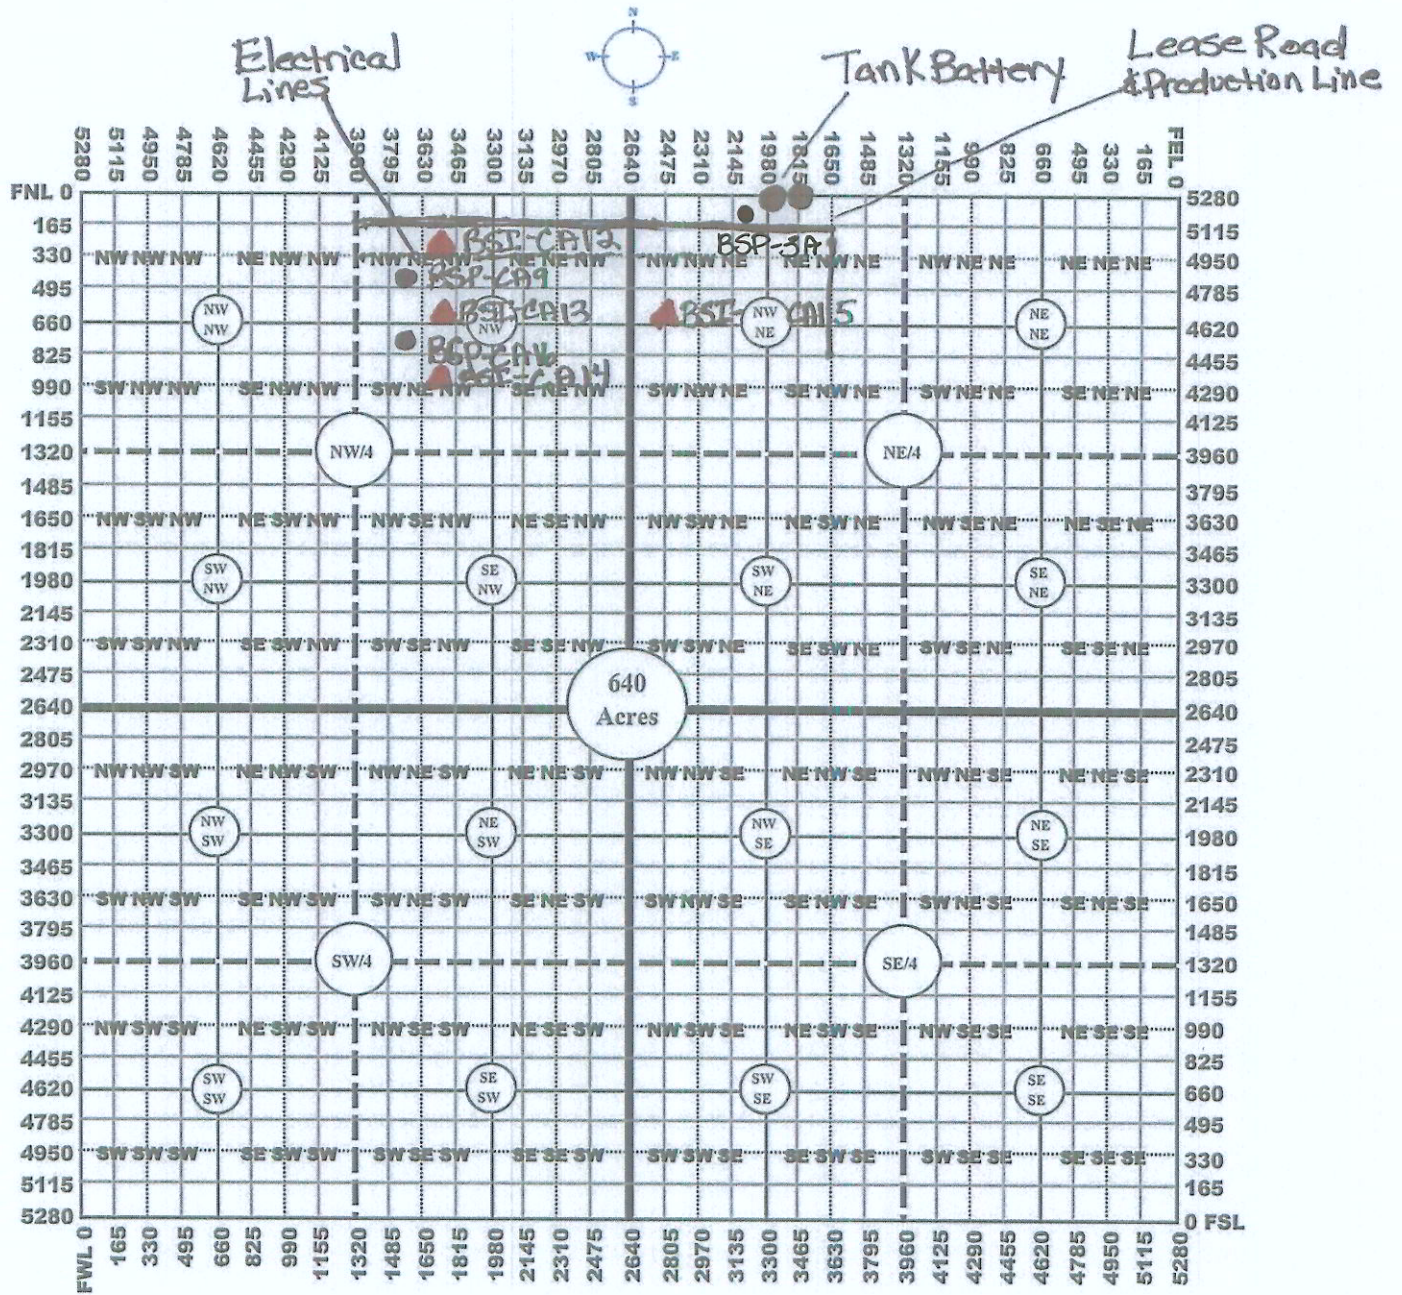 N
W E
S
Electrical
Lines
Tank Battery
Lease Road
& Production Line
5280 5115 4950 4785 4620 4455 4290 4125 3960 3795 3630 3465 3300 3135 2970 2805 2640 2475 2310 2145 1980 1815 1650 1485 1320 1155 990 825 660 495 330 165 FEL 0
FNL 0 5280
165 5115
BSI-CA12 BSP-3A
330 NW NW NW NE NW NW NW NE NW NE NE NW NW NW NE NE NW NE NW NE NE NE NE NE 4950
BSP-CA9
495 4785
NW NW NW NE NE
BSI-CA13 BSI-CA15
660 NW NW NE NE 4620
BSP-CA16
825 4455
BSI-CA14
990 SW NW NW SE NW NW SW NE NW SE NE NW SW NW NE SE NW NE SW NE NE SE NE NE 4290
1155 4125
1320 NW/4 NE/4 3960
1485 3795
1650 NW SW NW NE SW NW NW SE NW NE SE NW NW SW NE NE SW NE NW SE NE NE SE NE 3630
1815 3465
SW SE SW SE
1980 NW NW NE NE 3300
2145 3135
2310 SW SW NW SE SW NW SW SE NW SE SE NW SW SW NE SE SW NE SW SE NE SE SE NE 2970
2475 2805
640
Acres
2640 2640
2805 2475
2970 NW NW SW NE NW SW NW NE SW NE NE SW NW NW SE NE NW SE NW NE SE NE NE SE 2310
3135 2145
NW NE NW NE
3300 SW SW SE SE 1980
3465 1815
3630 SW NW SW SE NW SW SW NE SW SE NE SW SW NW SE SE NW SE SW NE SE SE NE SE 1650
3795 1485
3960 SW/4 SE/4 1320
4125 1155
4290 NW SW SW NE SW SW NW SE SW NE SE SW NW SW SE NE SW SE NW SE SE NE SE SE 990
4455 825
SW SE SW SE
4620 SW SW SE SE 660
4785 495
4950 SW SW SW SE SW SW SW SE SW SE SE SW SW SW SE SE SW SE SW SE SE SE SE SE 330
5115 165
5280 0 FSL
FWL 0 165 330 495 660 825 990 1155 1320 1485 1650 1815 1980 2145 2310 2475 2640 2805 2970 3135 3300 3465 3630 3795 3960 4125 4290 4455 4620 4785 4950 5115 5280